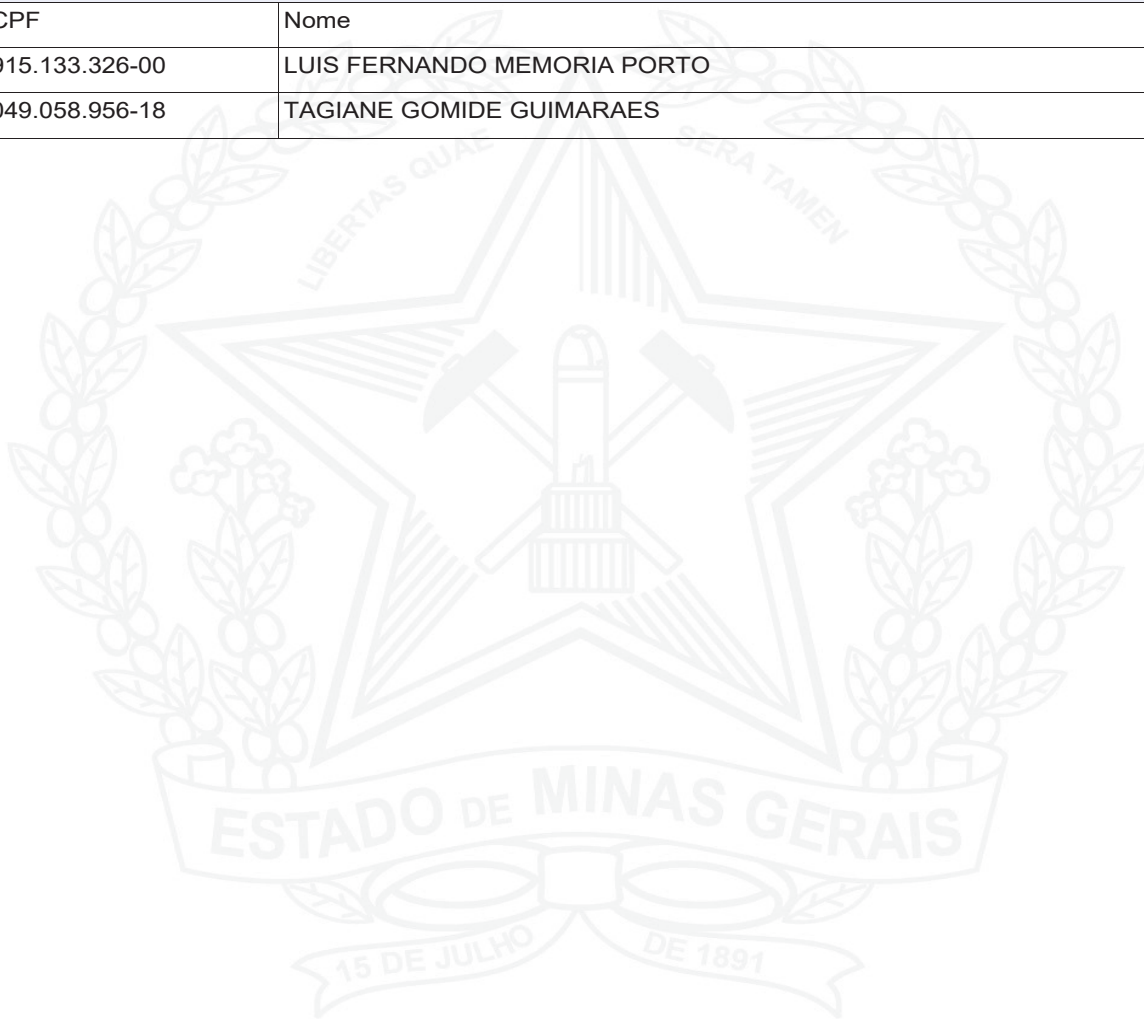 CPF Nome
915.133.326-00 LUIS FERNANDO MEMORIA PORTO
049.058.956-18 TAGIANE GOMIDE GUIMARAES
LIBERTAS QUAE SERA TAMEN
ESTADO DE MINAS GERAIS
15 DE JULHO DE 1891